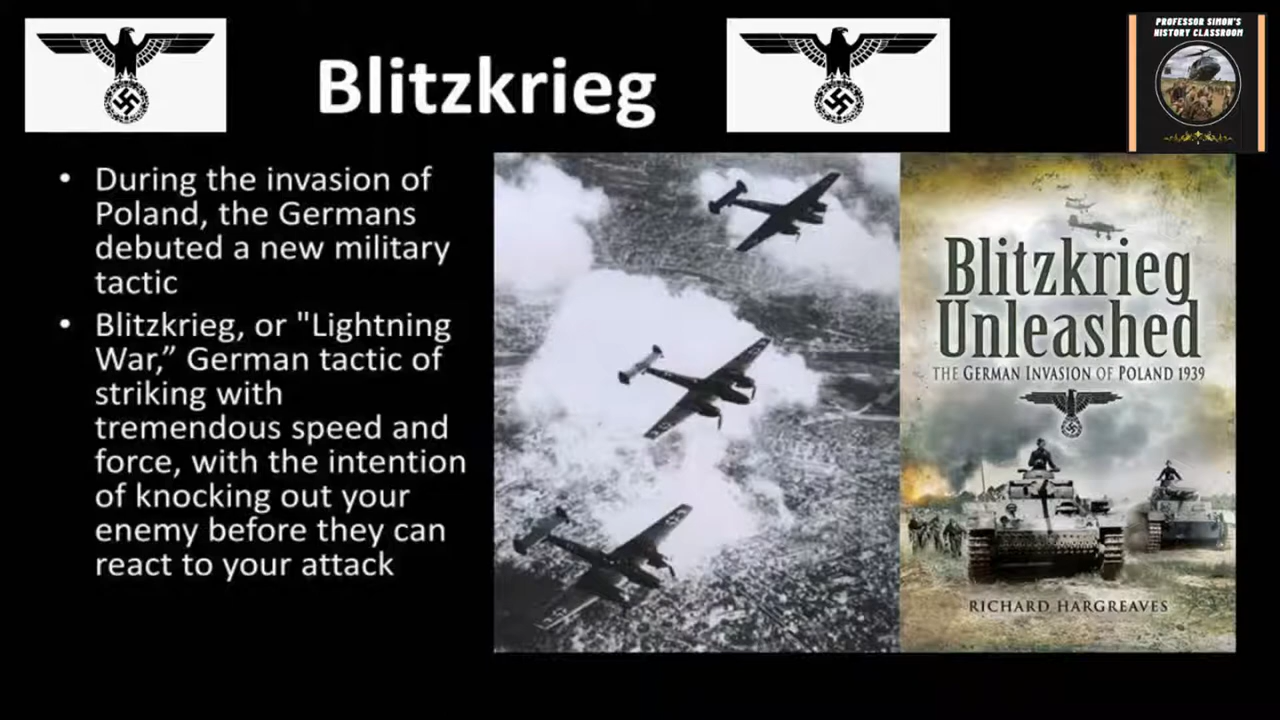 Blitzkrieg
PROFESSOR SIMON'S
HISTORY CLASSROOM
• During the invasion of
Poland, the Germans
debuted a new military
tactic
• Blitzkrieg, or "Lightning
War,” German tactic of
striking with
tremendous speed and
force, with the intention
of knocking out your
enemy before they can
react to your attack
Blitzkrieg
Unleashed
THE GERMAN INVASION OF POLAND 1939
RICHARD HARGREAVES